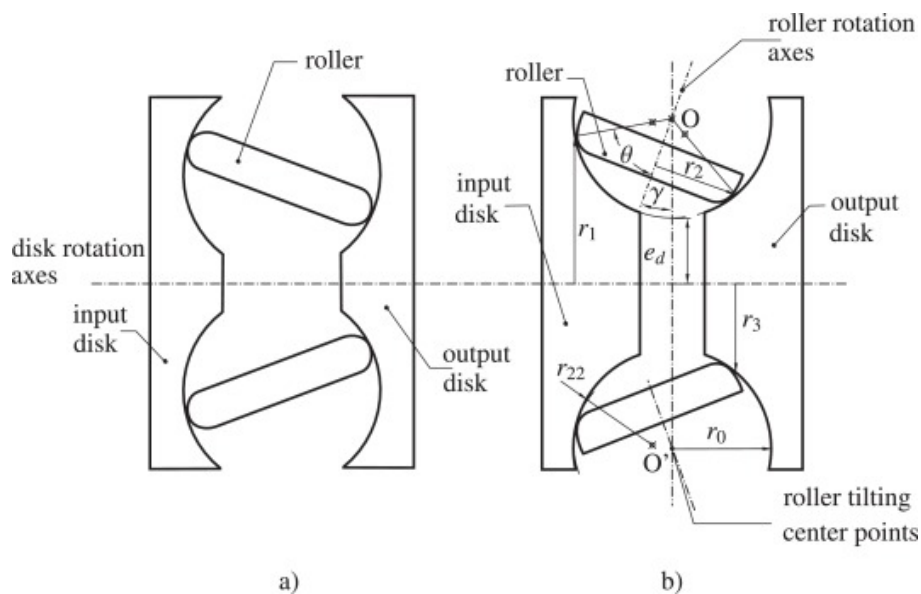 roller
disk rotation
axes
input
disk
output
disk
a)
roller rotation
axes
roller
O
θ
r2
γ
input
disk
output
disk
r1
ed
r3
r22
r0
O'
roller tilting
center points
b)